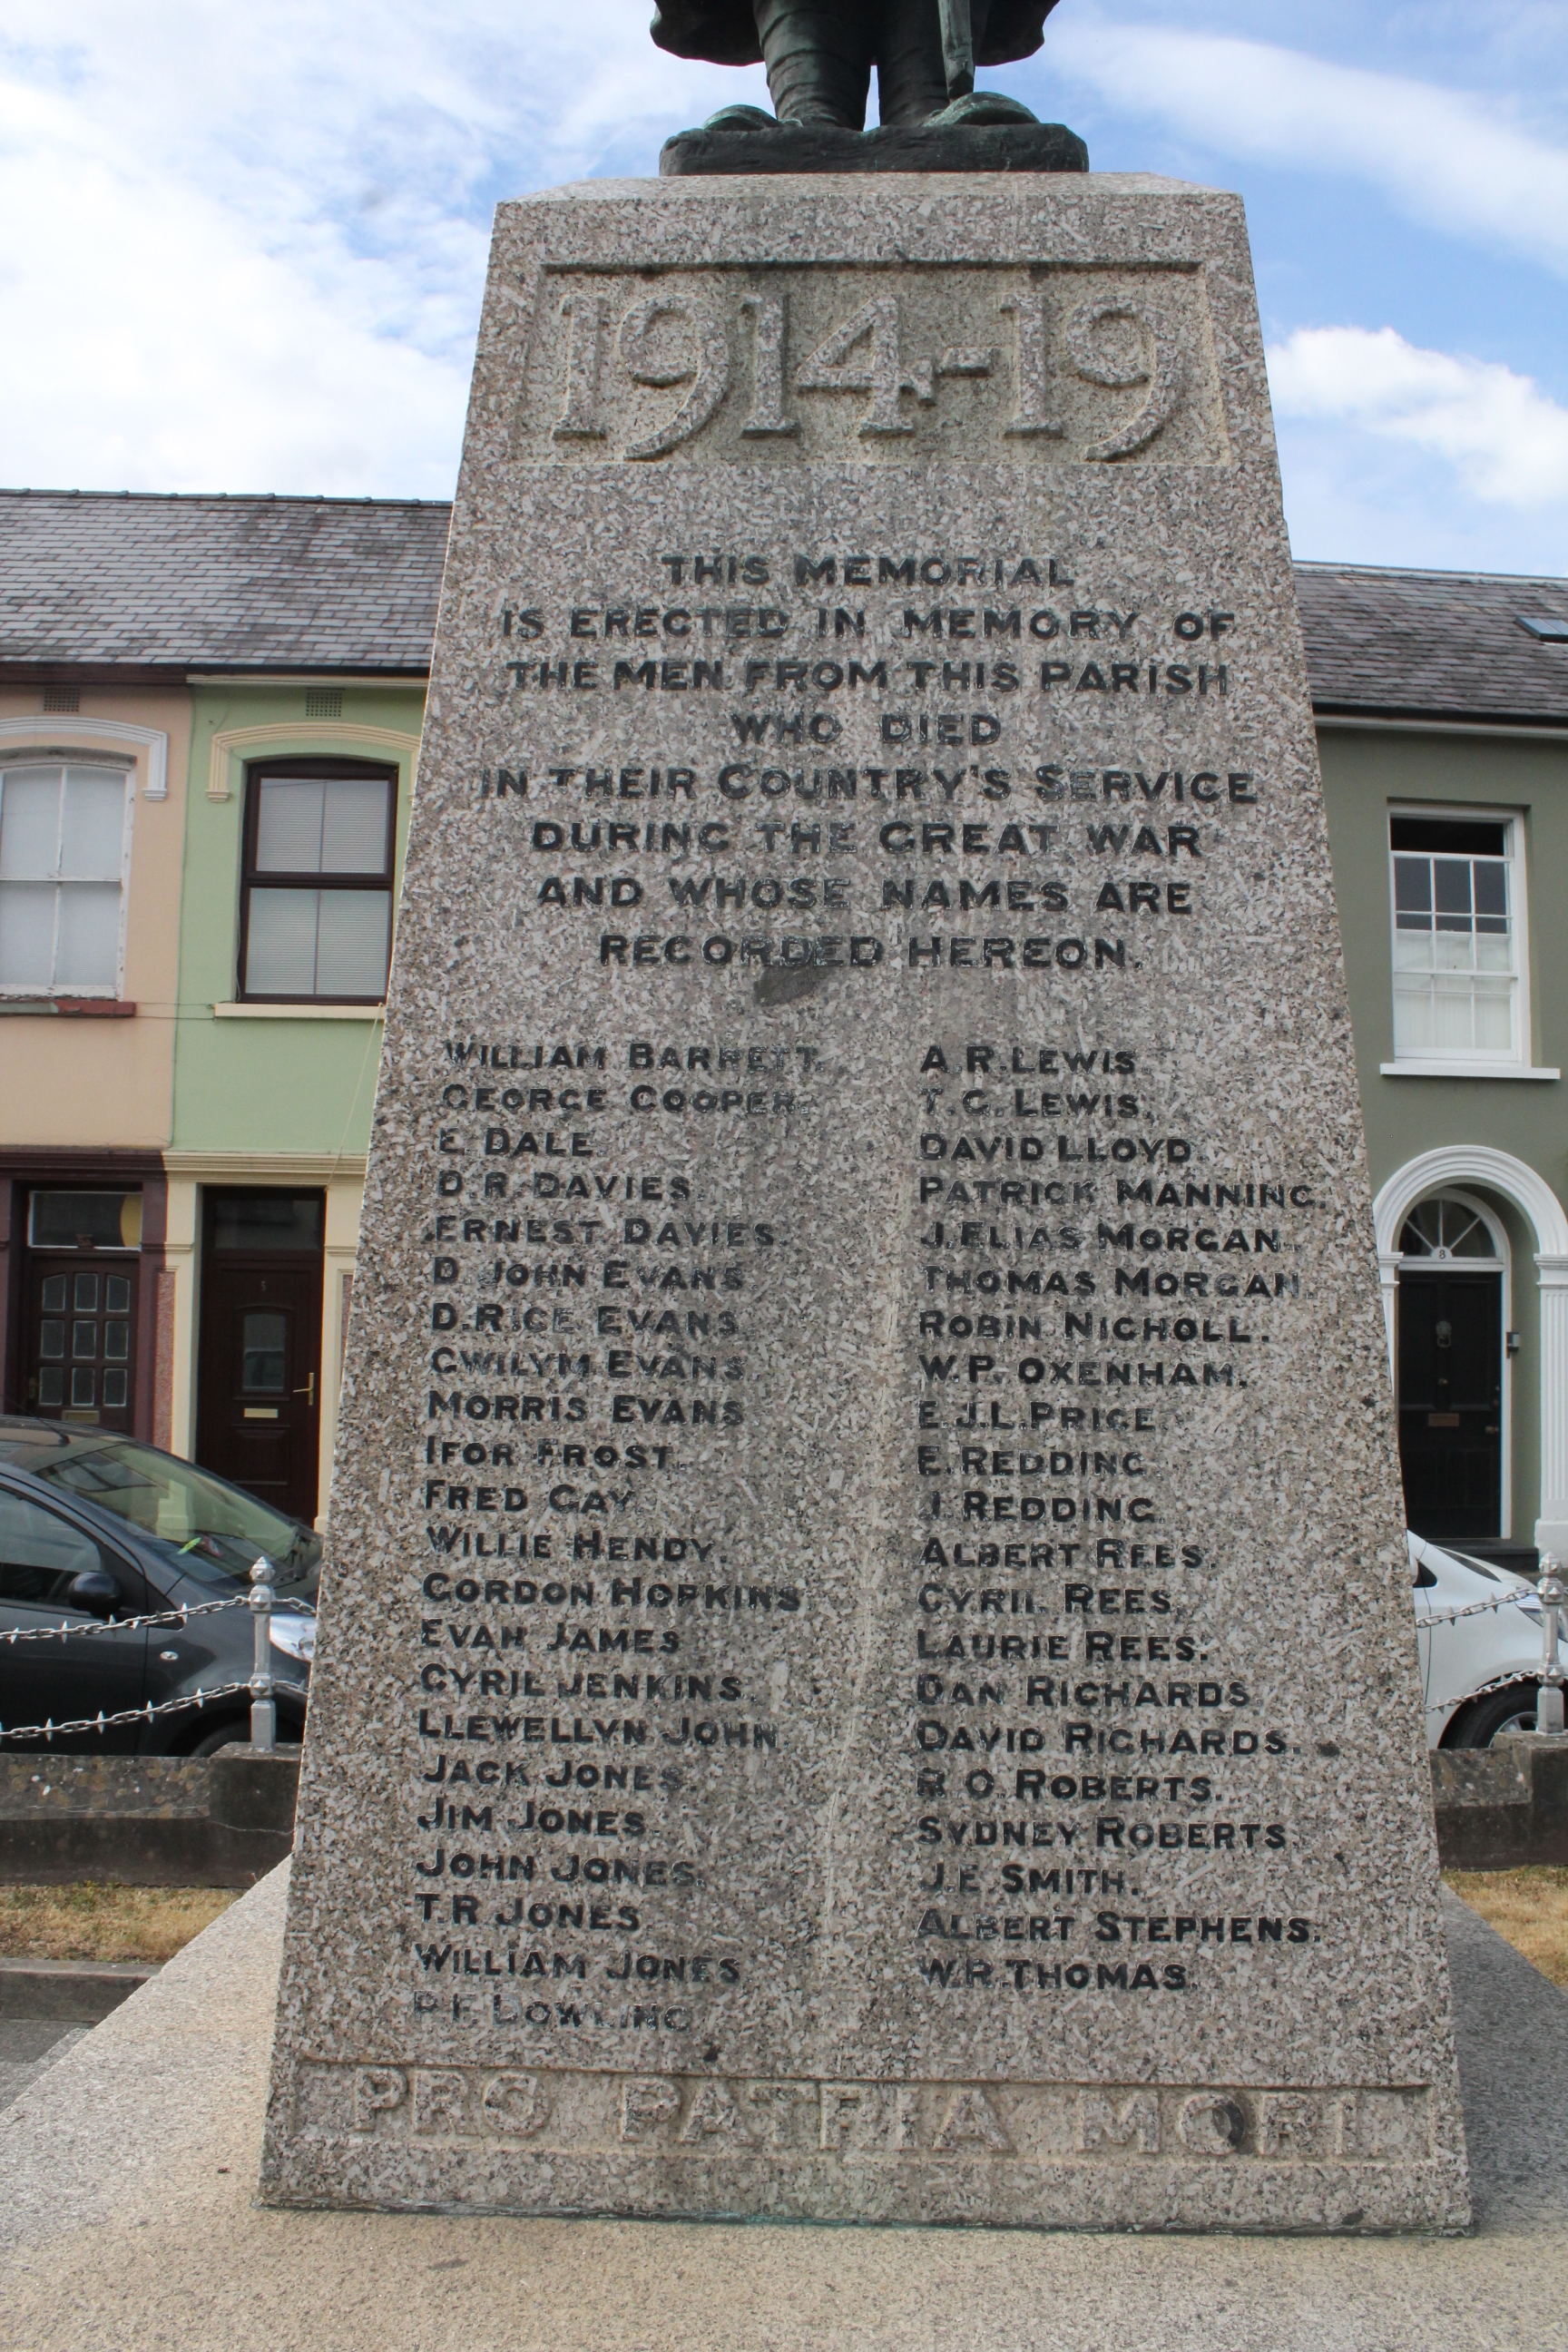 1914-19
THIS MEMORIAL
IS ERECTED IN MEMORY OF
THE MEN FROM THIS PARISH
WHO DIED
IN THEIR COUNTRY'S SERVICE
DURING THE GREAT WAR
AND WHOSE NAMES ARE
RECORDED HEREON.
WILLIAM BARRETT.
GEORGE COOPER.
E. DALE
D.R. DAVIES.
ERNEST DAVIES.
D. JOHN EVANS
D. RICE EVANS
GWILYM EVANS
MORRIS EVANS
IFOR FROST.
FRED GAY
WILLIE HENDY.
GORDON HOPKINS
EVAN JAMES
CYRIL JENKINS.
LLEWELLYN JOHN
JACK JONES.
JIM JONES.
JOHN JONES.
T.R JONES
WILLIAM JONES
P.F. DOWLING
A.R. LEWIS
T.G. LEWIS.
DAVID LLOYD
PATRICK MANNING.
J. ELIAS MORGAN.
THOMAS MORGAN.
ROBIN NICHOLL.
W.P. OXENHAM.
E.J.L. PRICE
E. REDDING
J. REDDING.
ALBERT REES.
CYRIL REES.
LAURIE REES.
DAN RICHARDS
DAVID RICHARDS.
R.O. ROBERTS.
SYDNEY ROBERTS.
J.E. SMITH.
ALBERT STEPHENS.
W.R. THOMAS.
PRO PATRIA MORI
5
8